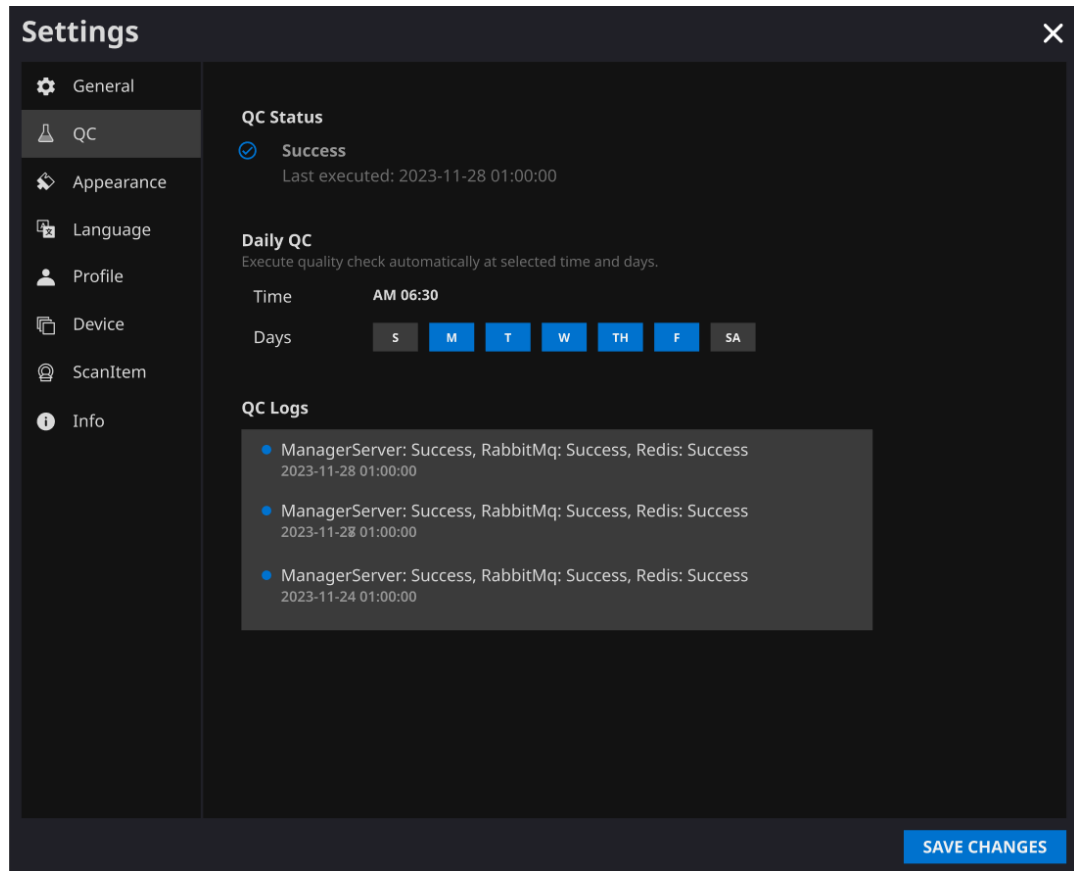 Settings
General
QC
Appearance
Language
Profile
Device
ScanItem
Info
QC Status
Success
Last executed: 2023-11-28 01:00:00
Daily QC
Execute quality check automatically at selected time and days.
Time AM 06:30
Days S M T W TH F SA
QC Logs
ManagerServer: Success, RabbitMq: Success, Redis: Success
2023-11-28 01:00:00
ManagerServer: Success, RabbitMq: Success, Redis: Success
01:00:00
ManagerServer: Success, RabbitMq: Success, Redis: Success
2023-11-24 01:00:00
SAVE CHANGES